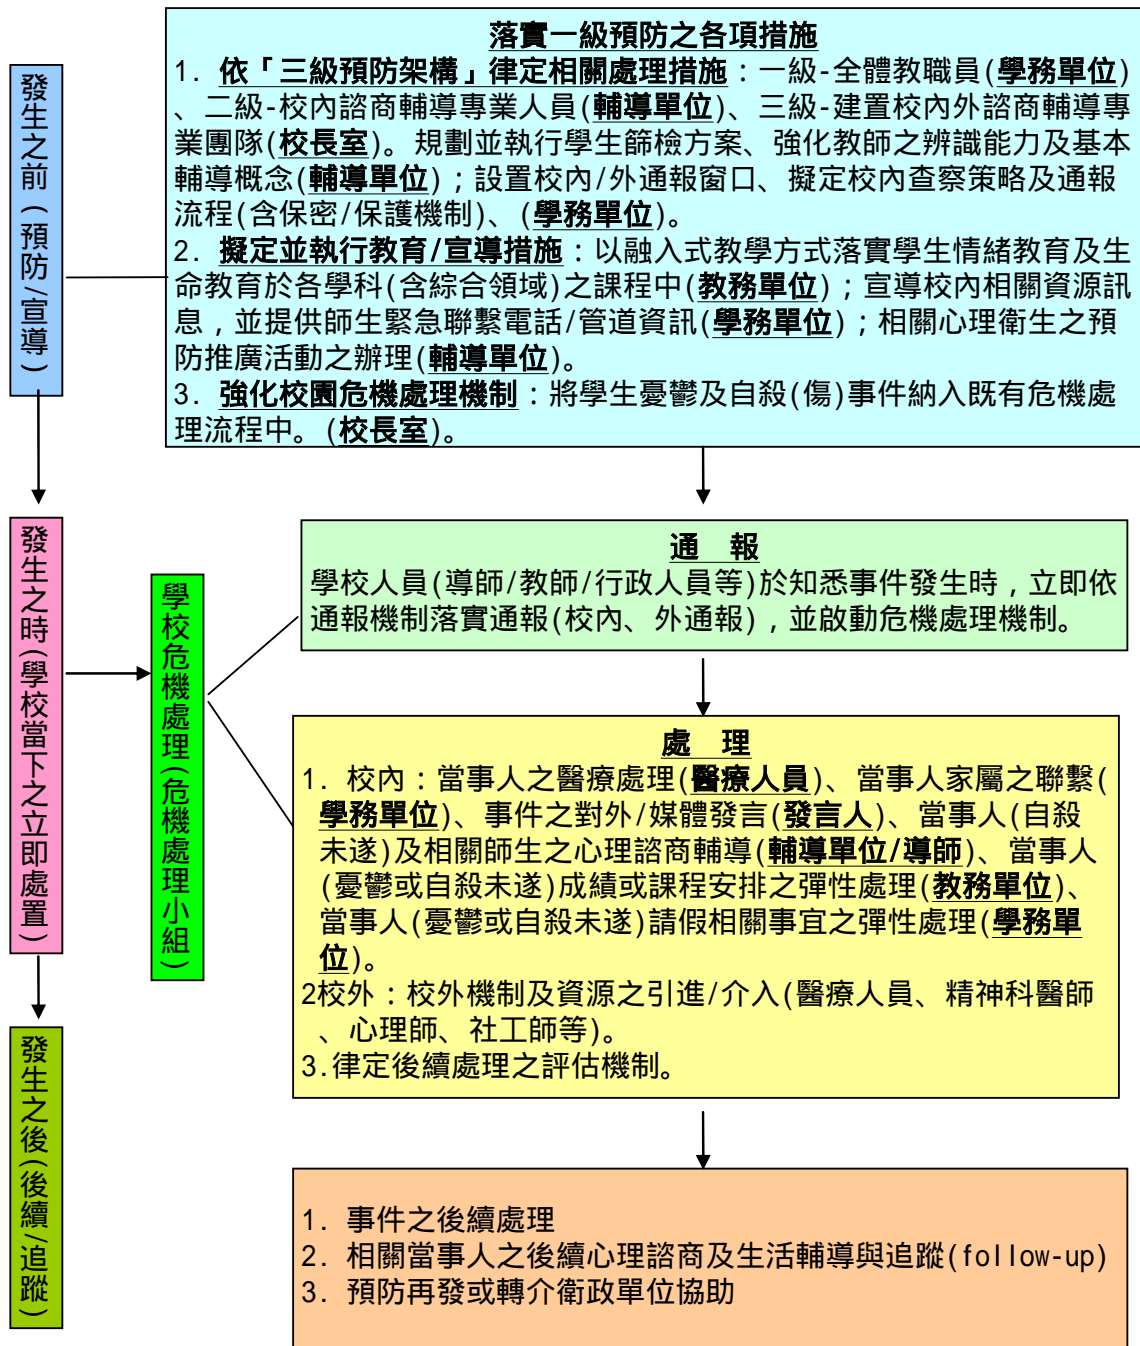 發生之前(預防/宣導)
落實一級預防之各項措施
1. 依「三級預防架構」律定相關處理措施：一級-全體教職員(學務單位)
、二級-校內諮商輔導專業人員(輔導單位)、三級-建置校內外諮商輔導專
業團隊(校長室)。規劃並執行學生篩檢方案、強化教師之辨識能力及基本
輔導概念(輔導單位)；設置校內/外通報窗口、擬定校內查察策略及通報
流程(含保密/保護機制)、(學務單位)。
2. 擬定並執行教育/宣導措施：以融入式教學方式落實學生情緒教育及生
命教育於各學科(含綜合領域)之課程中(教務單位)；宣導校內相關資源訊
息，並提供師生緊急聯繫電話/管道資訊(學務單位)；相關心理衛生之預
防推廣活動之辦理(輔導單位)。
3. 強化校園危機處理機制：將學生憂鬱及自殺(傷)事件納入既有危機處
理流程中。(校長室)。
發生之時(學校當下之立即處置)
學校危機處理(危機處理小組)
通 報
學校人員(導師/教師/行政人員等)於知悉事件發生時，立即依
通報機制落實通報(校內、外通報)，並啟動危機處理機制。
處 理
1. 校內：當事人之醫療處理(醫療人員)、當事人家屬之聯繫(
學務單位)、事件之對外/媒體發言(發言人)、當事人(自殺
未遂)及相關師生之心理諮商輔導(輔導單位/導師)、當事人
(憂鬱或自殺未遂)成績或課程安排之彈性處理(教務單位)、
當事人(憂鬱或自殺未遂)請假相關事宜之彈性處理(學務單
位)。
2校外：校外機制及資源之引進/介入(醫療人員、精神科醫師
、心理師、社工師等)。
3.律定後續處理之評估機制。
發生之後(後續/追蹤)
1. 事件之後續處理
2. 相關當事人之後續心理諮商及生活輔導與追蹤(follow-up)
3. 預防再發或轉介衛政單位協助